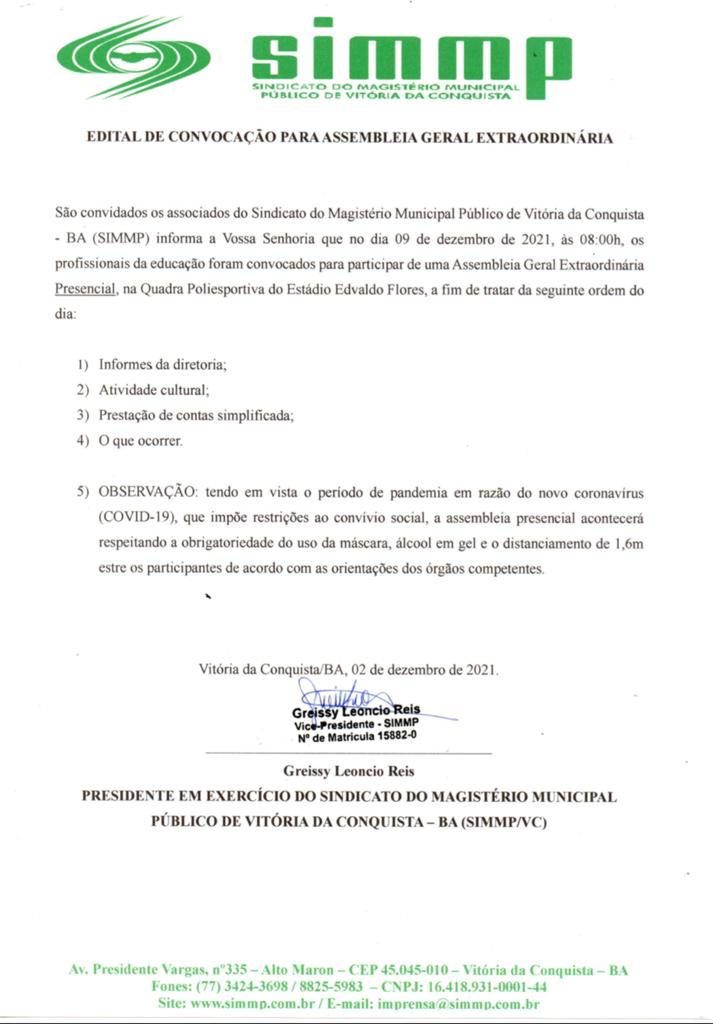 simmp
SINDICATO DO MAGISTÉRIO MUNICIPAL
PÚBLICO DE VITÓRIA DA CONQUISTA
EDITAL DE CONVOCAÇÃO PARA ASSEMBLEIA GERAL EXTRAORDINÁRIA
São convidados os associados do Sindicato do Magistério Municipal Público de Vitória da Conquista
- BA (SIMMP) informa a Vossa Senhoria que no dia 09 de dezembro de 2021, às 08:00h, os
profissionais da educação foram convocados para participar de uma Assembleia Geral Extraordinária
Presencial, na Quadra Poliesportiva do Estádio Edvaldo Flores, a fim de tratar da seguinte ordem do
dia:
1) Informes da diretoria;
2) Atividade cultural;
3) Prestação de contas simplificada;
4) O que ocorrer.
5) OBSERVAÇÃO: tendo em vista o período de pandemia em razão do novo coronavírus
(COVID-19), que impõe restrições ao convívio social, a assembleia presencial acontecerá
respeitando a obrigatoriedade do uso da máscara, álcool em gel e o distanciamento de 1,6m
estre os participantes de acordo com as orientações dos órgãos competentes.
Vitória da Conquista/BA, 02 de dezembro de 2021.
Greissy Leoncio Reis
Vice-Presidente - SIMMP
Nº de Matricula 15882-0
Greissy Leoncio Reis
PRESIDENTE EM EXERCÍCIO DO SINDICATO DO MAGISTÉRIO MUNICIPAL
PÚBLICO DE VITÓRIA DA CONQUISTA – BA (SIMMP/VC)
Av. Presidente Vargas, nº335 – Alto Maron – CEP 45.045-010 – Vitória da Conquista – BA
Fones: (77) 3424-3698 / 8825-5983 – CNPJ: 16.418.931-0001-44
Site: www.simmp.com.br / E-mail: imprensa@simmp.com.br